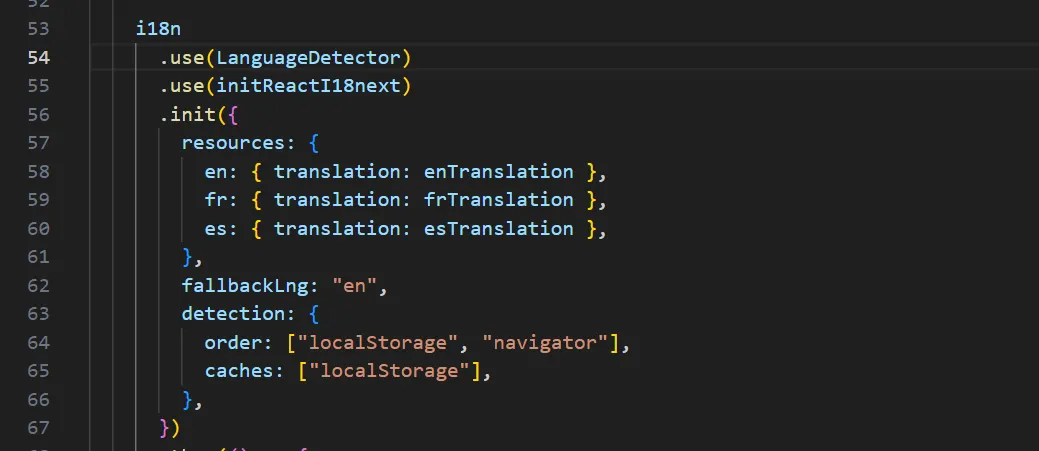 53 i18n
54 .use(LanguageDetector)
55 .use(initReactI18next)
56 .init({
57 resources: {
58 en: { translation: enTranslation },
59 fr: { translation: frTranslation },
60 es: { translation: esTranslation },
61 },
62 fallbackLng: "en",
63 detection: {
64 order: ["localStorage", "navigator"],
65 caches: ["localStorage"],
66 },
67 })